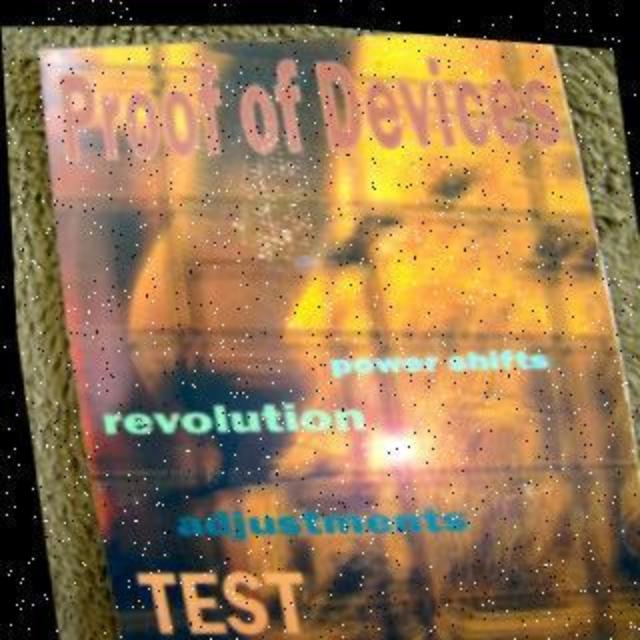 Proof of Devices
power shifts
revolution
adjustments
TEST